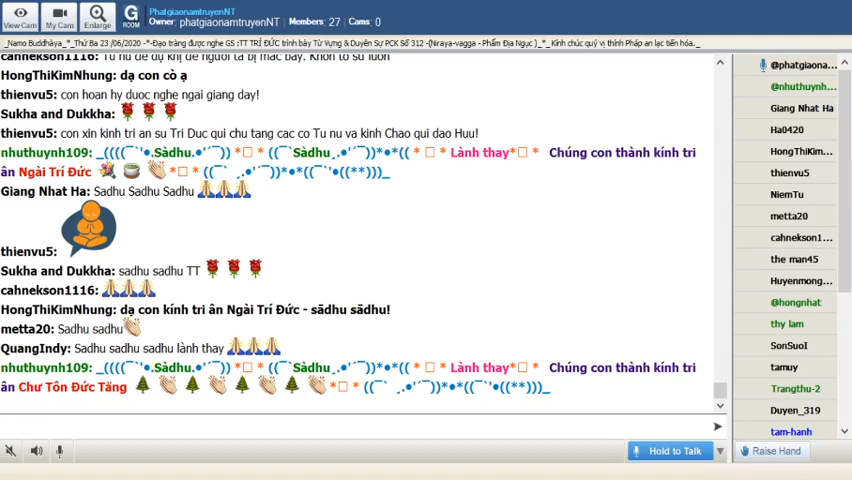 View Cam
My Cam
Enlarge
G
ROOM
PhatgiaonamtruyenNT
Owner: phatgiaonamtruyenNT Members: 27 Cams: 0
_Namo Buddhàya_*_Thứ Ba 23 /06/2020 -*-Đạo tràng được nghe GS :TT TRÍ ĐỨC trình bày Từ Vựng &Duyên Sự PCK Số 312 -(Niraya-vagga - Phẩm Địa Ngục )_*_Kính chúc quý vị thính Pháp an lạc tiến hóa._
HongThiKimNhung: dạ con cò ạ
thienvu5: con hoan hy duoc nghe ngai giang day!
Sukha and Dukkha:
thienvu5: con xin kinh tri an su Tri Duc qui chu tang cac co Tu nu va kinh Chao qui dao Huu!
nhuthuynh109: _((((¯`•.Sàdhu.•'´¯)) *□ * ((¯`Sàdhu¸.•'´¯))*•*(( * □ * Lành thay*□ * Chúng con thành kính tri
ân Ngài Trí Đức *□ * ((¯` ¸.•'´¯))*•*((¯`'•((**)))_
Giang Nhat Ha: Sadhu Sadhu Sadhu
thienvu5:
Sukha and Dukkha: sadhu sadhu TT
cahnekson1116:
HongThiKimNhung: dạ con kính tri ân Ngài Trí Đức - sādhu sādhu!
metta20: Sadhu sadhu
QuangIndy: Sadhu sadhu sadhu lành thay
nhuthuynh109: _((((¯`•.Sàdhu.•'´¯)) *□ * ((¯`Sàdhu¸.•'´¯))*•*(( * □ * Lành thay*□ * Chúng con thành kính tri
ân Chư Tôn Đức Tăng *□ * ((¯` ¸.•'´¯))*•*((¯`'•((**)))_
Hold to Talk
Raise Hand
@phatgiao...
@nhuthuynh...
Giang Nhat Ha
Ha0420
HongThiKim...
thienvu5
NiemTu
metta20
cahnekson1...
the man45
Huyenmong...
@hongnhat
thy lam
SonSuoI
tamuy
Trangthu-2
Duyen_319
tam-hanh